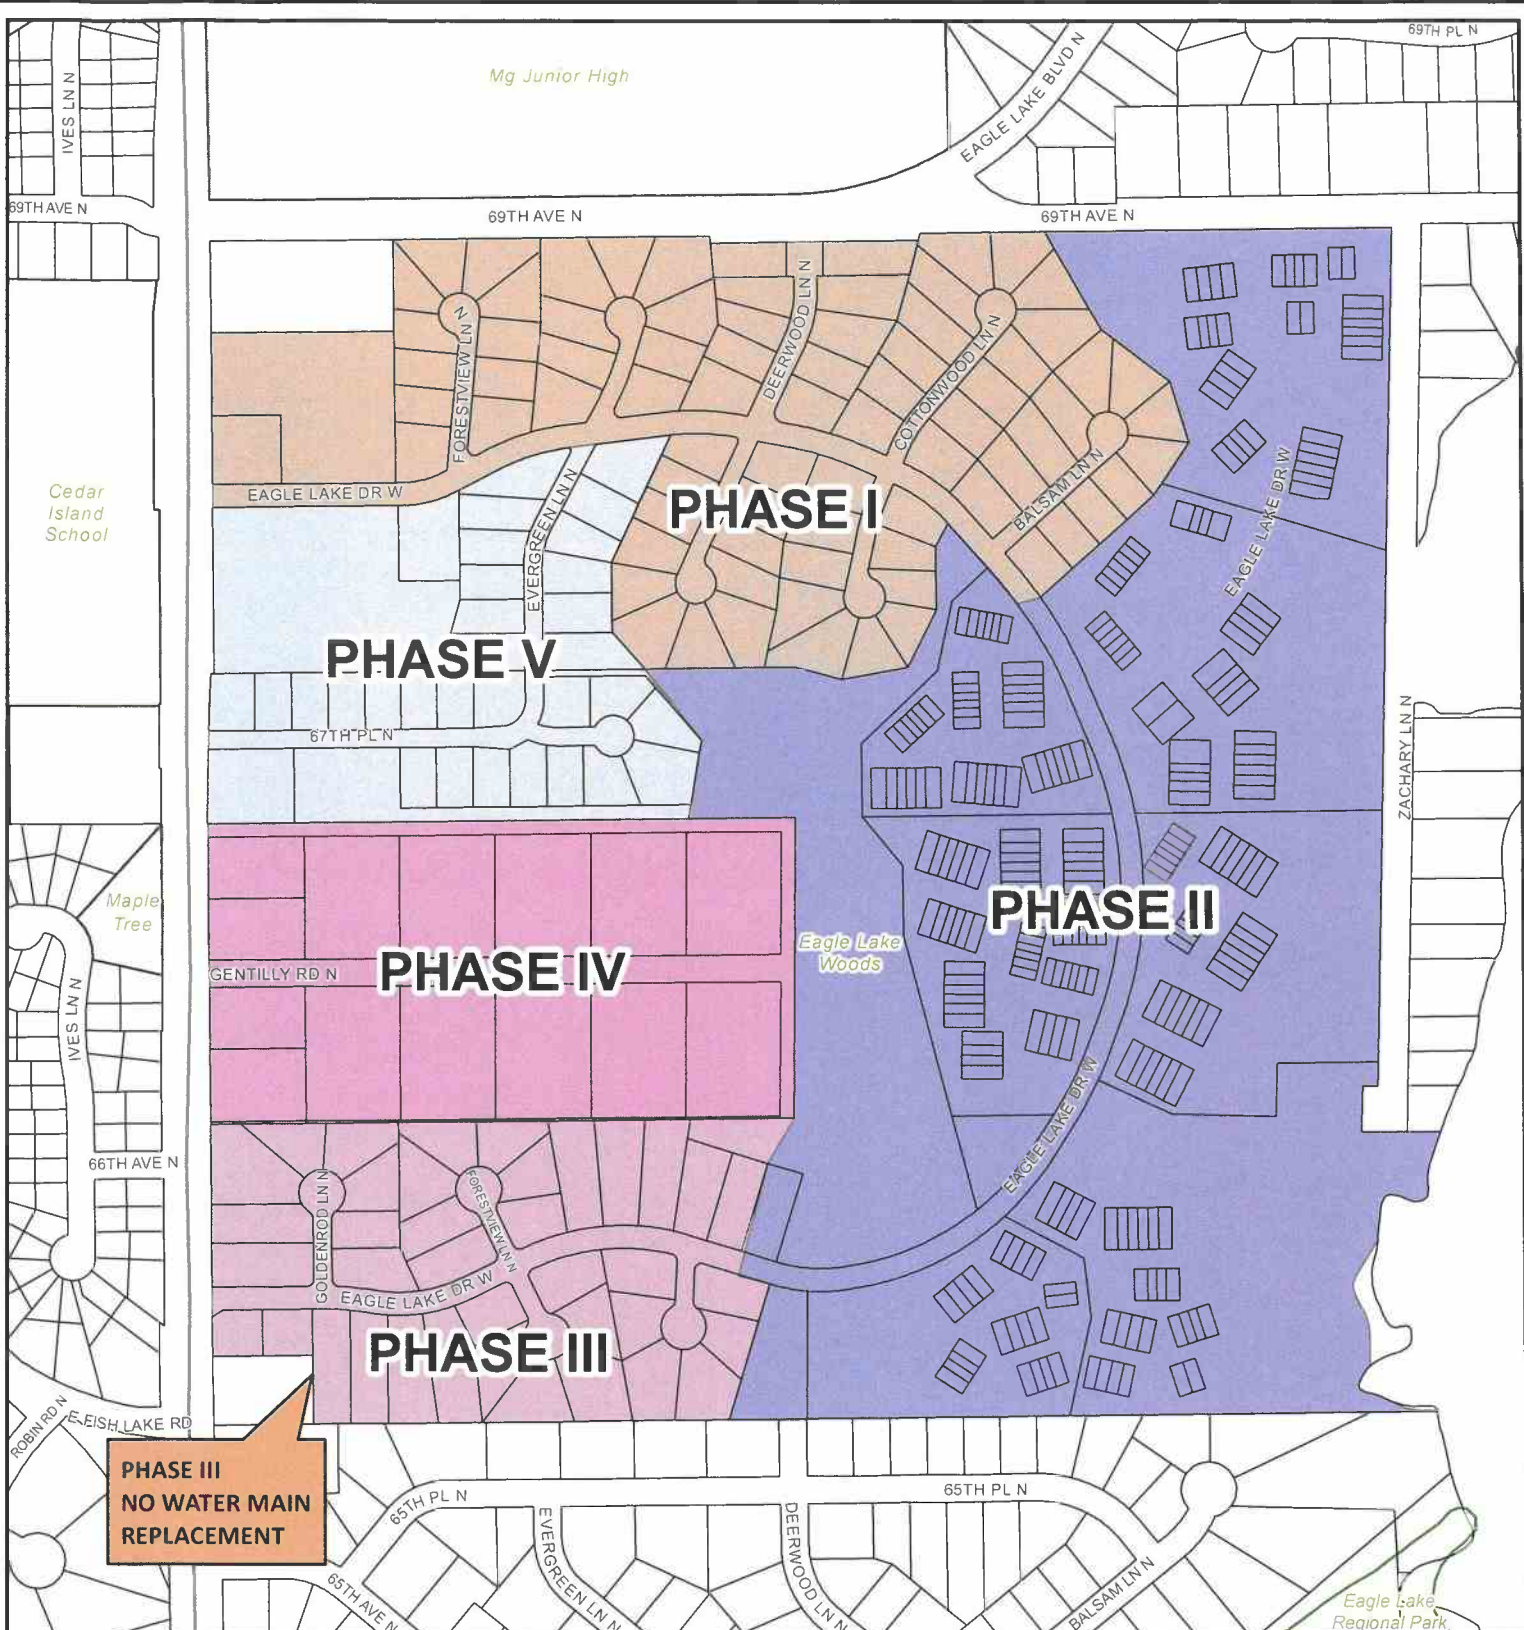 69TH PL N
Mg Junior High
EAGLE LAKE BLVD N
IVES LN N
69TH AVE N
69TH AVE N
69TH AVE N
FORESTVIEW LN N
DEERWOOD LN N
COTTONWOOD LN N
BALSAM LN N
EAGLE LAKE DR W
EAGLE LAKE DR W
EVERGREEN LN N
PHASE I
Cedar
Island
School
PHASE V
67TH PL N
ZACHARY LN N
Maple
Tree
PHASE II
Eagle Lake
Woods
GENTILLY RD N
PHASE IV
IVES LN N
66TH AVE N
EAGLE LAKE DR W
GOLDENROD LN N
FORESTVIEW LN N
EAGLE LAKE DR W
PHASE III
ROBIN RD N
E FISH LAKE RD
PHASE III
NO WATER MAIN
REPLACEMENT
65TH PL N
65TH PL N
EVERGREEN LN N
DEERWOOD LN N
65TH AVE N
BALSAM LN N
Eagle Lake
Regional Park